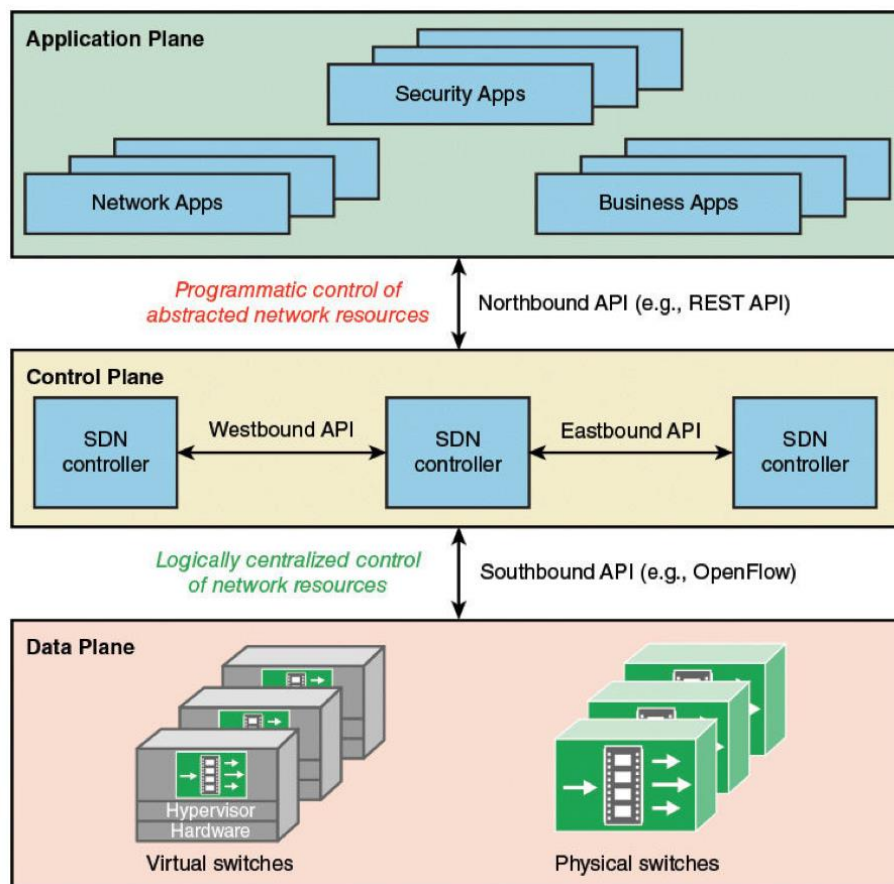 Application Plane
Security Apps
Network Apps
Business Apps
Programmatic control of
abstracted network resources
Northbound API (e.g., REST API)
Control Plane
SDN
controller
Westbound API
SDN
controller
Eastbound API
SDN
controller
Logically centralized control
of network resources
Southbound API (e.g., OpenFlow)
Data Plane
Hypervisor
Hardware
Virtual switches
Physical switches